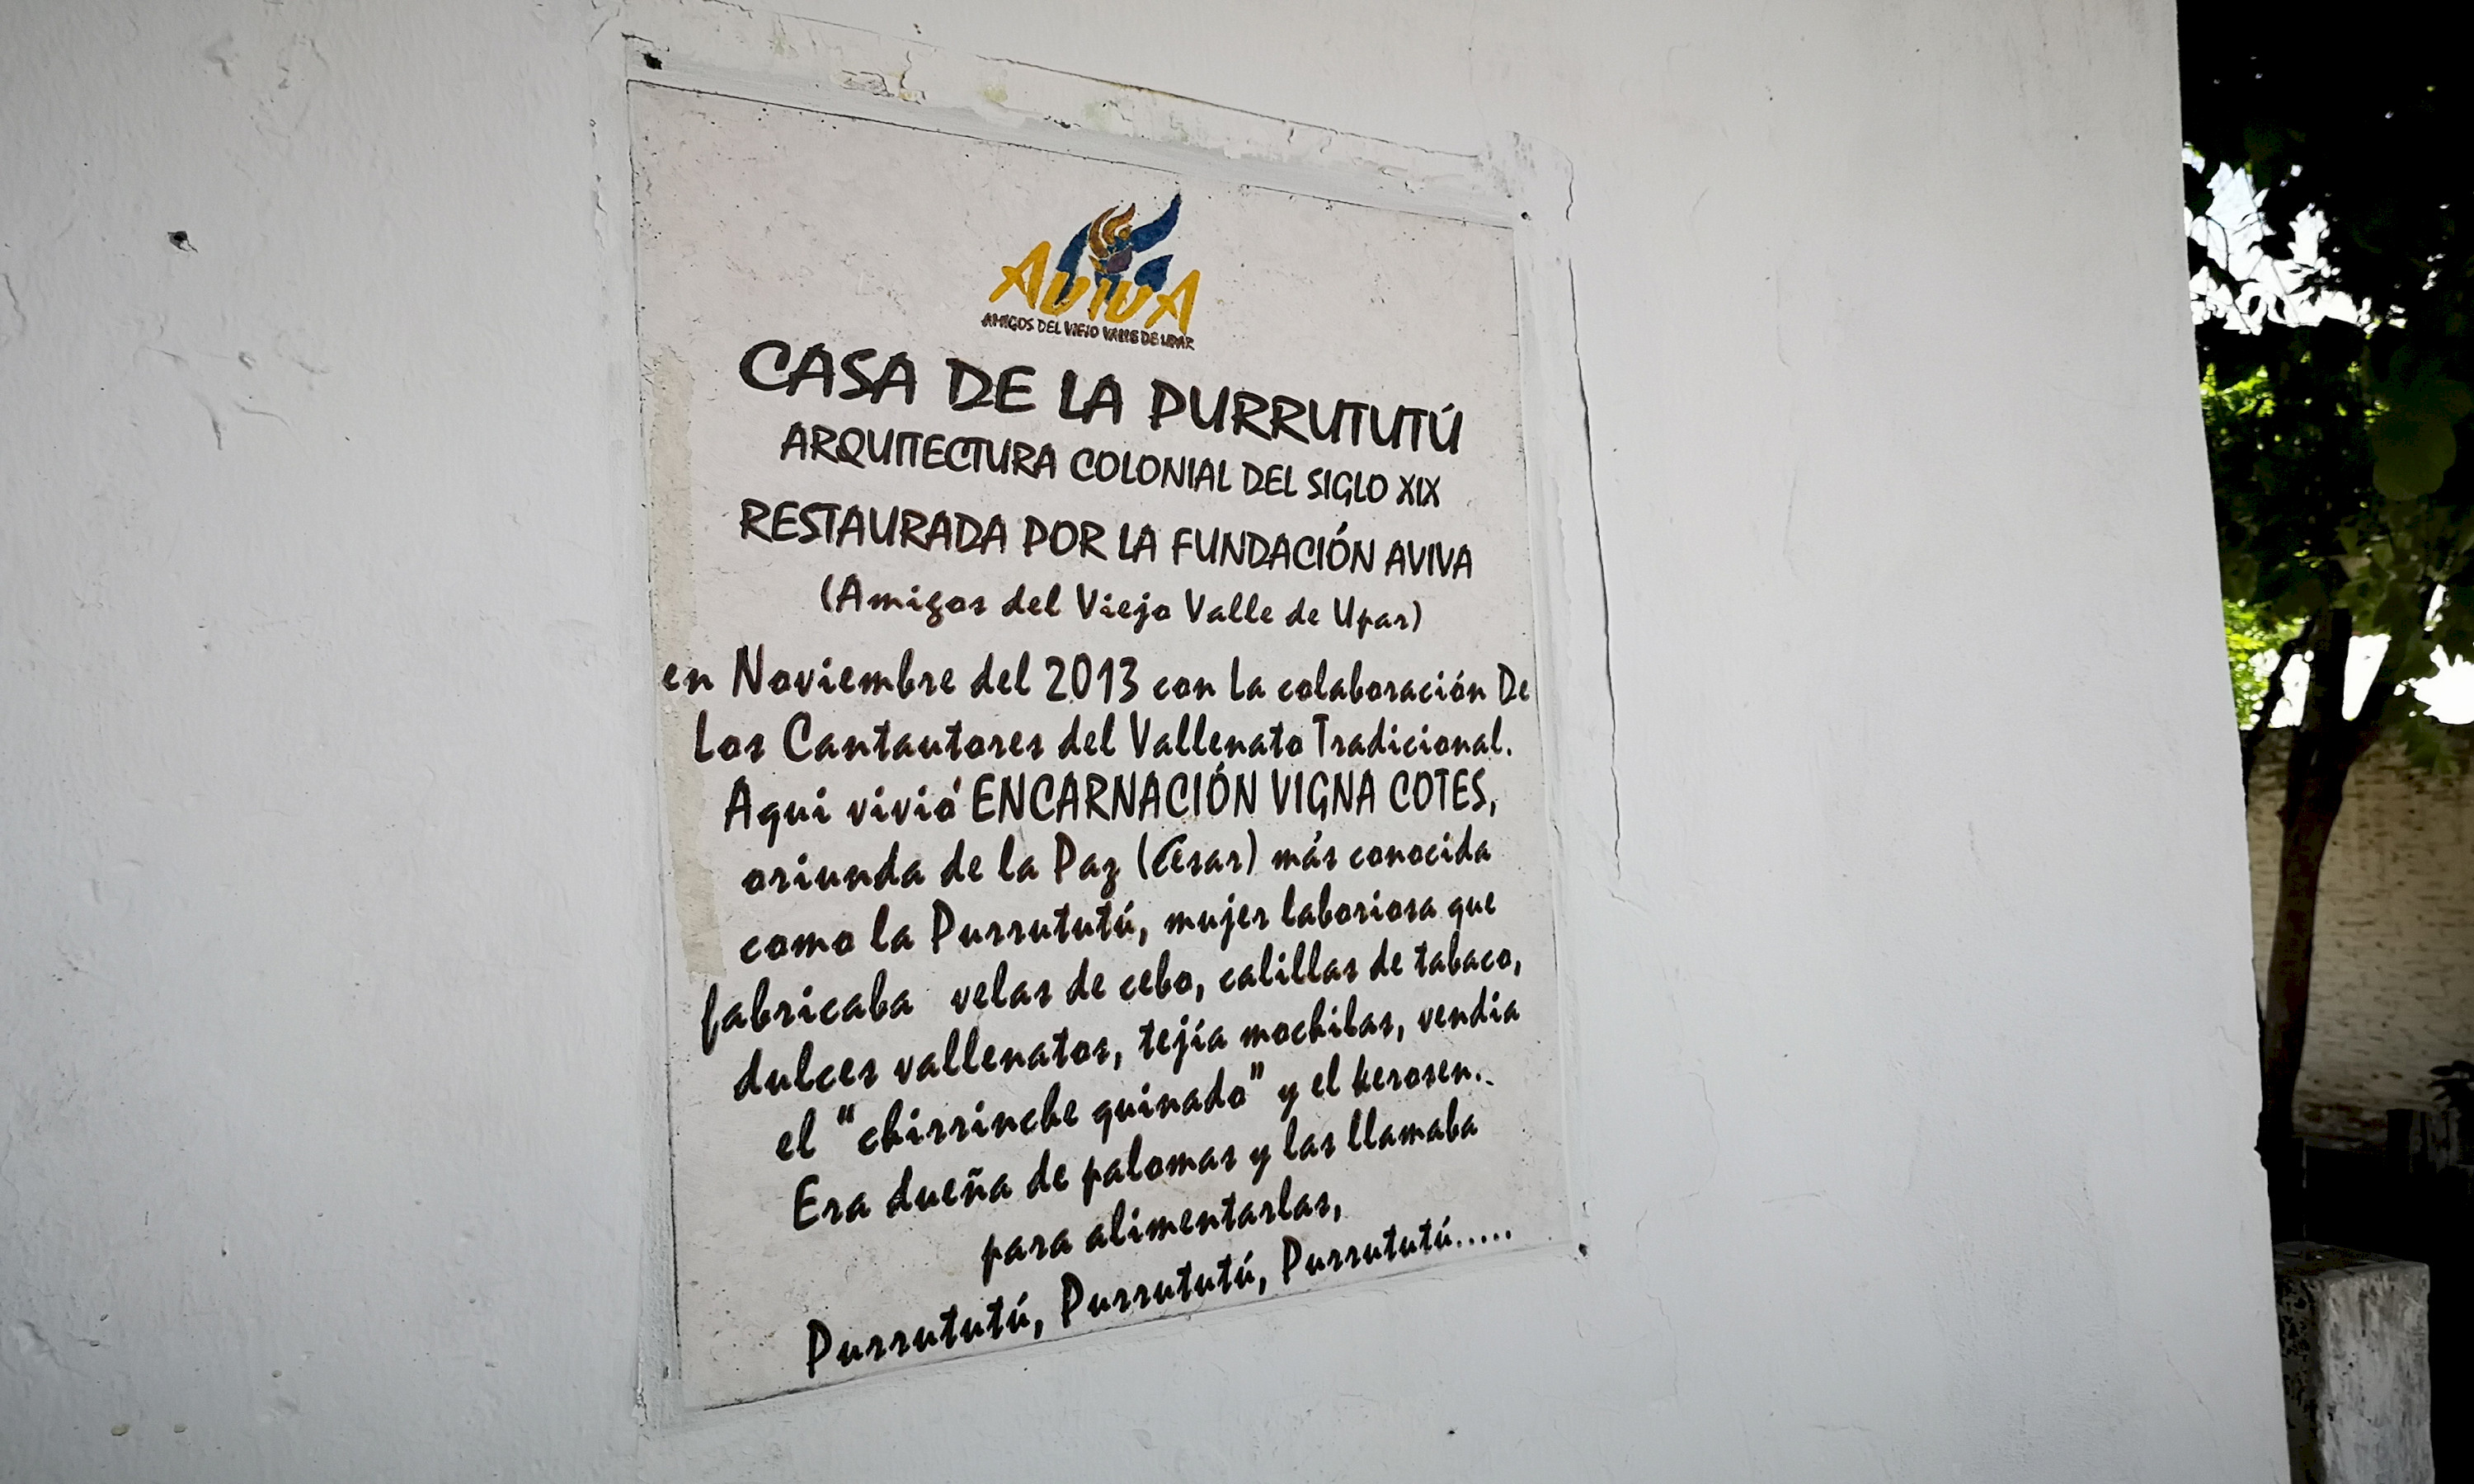 AVIVA
AMIGOS DEL VIEJO VALLE DE UPAR
CASA DE LA PURRUTUTÚ
ARQUITECTURA COLONIAL DEL SIGLO XIX
RESTAURADA POR LA FUNDACIÓN AVIVA
(Amigos del Viejo Valle de Upar)
en Noviembre del 2013 con La colaboración De
Los Cantautores del Vallenato Tradicional.
Aqui vivió ENCARNACIÓN VIGNA COTES,
oriunda de la Paz (Cesar) más conocida
como la Purrututú, mujer laboriosa que
fabricaba velas de cebo, calillas de tabaco,
dulces vallenatos, tejía mochilas, vendia
el "chirrinche quinado" y el kerosen.
Era dueña de palomas y las llamaba
para alimentarlas,
Purrututú, Purrututú, Purrututú.....